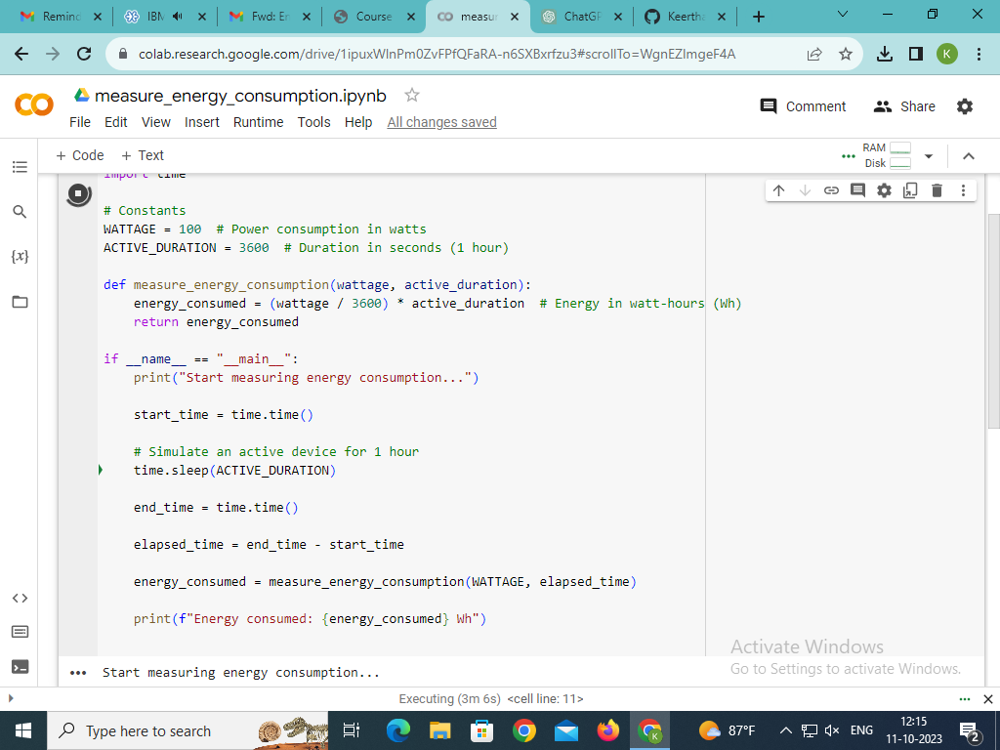 Remind
IBM
Fwd: En
Course
measur
ChatGP
Keertha
colab.research.google.com/drive/1ipuxWlnPm0ZvFPfQFaRA-n6SXBxrfzu3#scrollTo=WgnEZlmgeF4A
K
CO
measure_energy_consumption.ipynb
Comment
Share
File Edit View Insert Runtime Tools Help All changes saved
+ Code + Text
RAM
Disk
import time
# Constants
WATTAGE = 100  # Power consumption in watts
ACTIVE_DURATION = 3600  # Duration in seconds (1 hour)
def measure_energy_consumption(wattage, active_duration):
    energy_consumed = (wattage / 3600) * active_duration  # Energy in watt-hours (Wh)
    return energy_consumed
if __name__ == "__main__":
    print("Start measuring energy consumption...")
    start_time = time.time()
    # Simulate an active device for 1 hour
    time.sleep(ACTIVE_DURATION)
    end_time = time.time()
    elapsed_time = end_time - start_time
    energy_consumed = measure_energy_consumption(WATTAGE, elapsed_time)
    print(f"Energy consumed: {energy_consumed} Wh")
Activate Windows
Go to Settings to activate Windows.
Start measuring energy consumption...
Executing (3m 6s) <cell line: 11>
Type here to search
87°F
ENG
12:15
11-10-2023
2